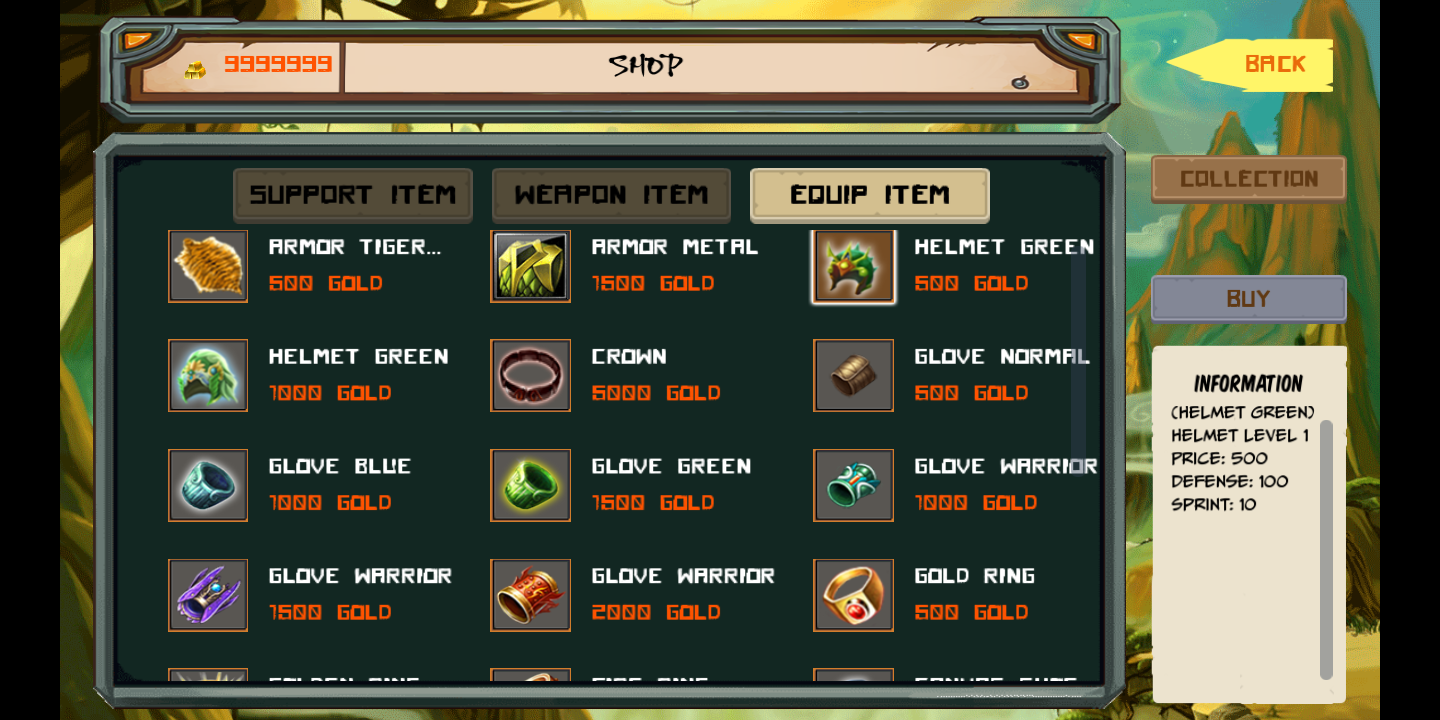 9999999
SHOP
BACK
COLLECTION
BUY
SUPPORT ITEM
WEAPON ITEM
EQUIP ITEM
ARMOR TIGER...
500 GOLD
ARMOR METAL
1500 GOLD
HELMET GREEN
500 GOLD
HELMET GREEN
1000 GOLD
CROWN
5000 GOLD
GLOVE NORMAL
500 GOLD
GLOVE BLUE
1000 GOLD
GLOVE GREEN
1500 GOLD
GLOVE WARRIOR
1000 GOLD
GLOVE WARRIOR
1500 GOLD
GLOVE WARRIOR
2000 GOLD
GOLD RING
500 GOLD
INFORMATION
(HELMET GREEN)
HELMET LEVEL 1
PRICE: 500
DEFENSE: 100
SPRINT: 10